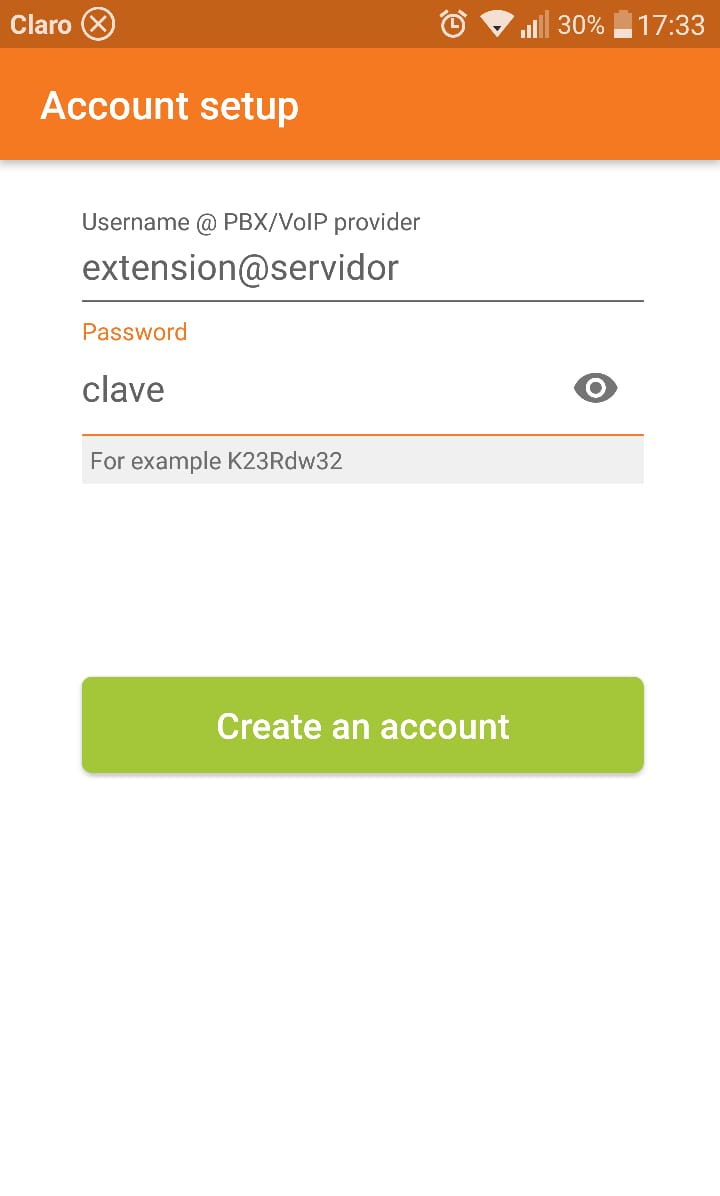 Claro 30% 17:33
Account setup
Username @ PBX/VoIP provider
extension@servidor
Password
clave
For example K23Rdw32
Create an account